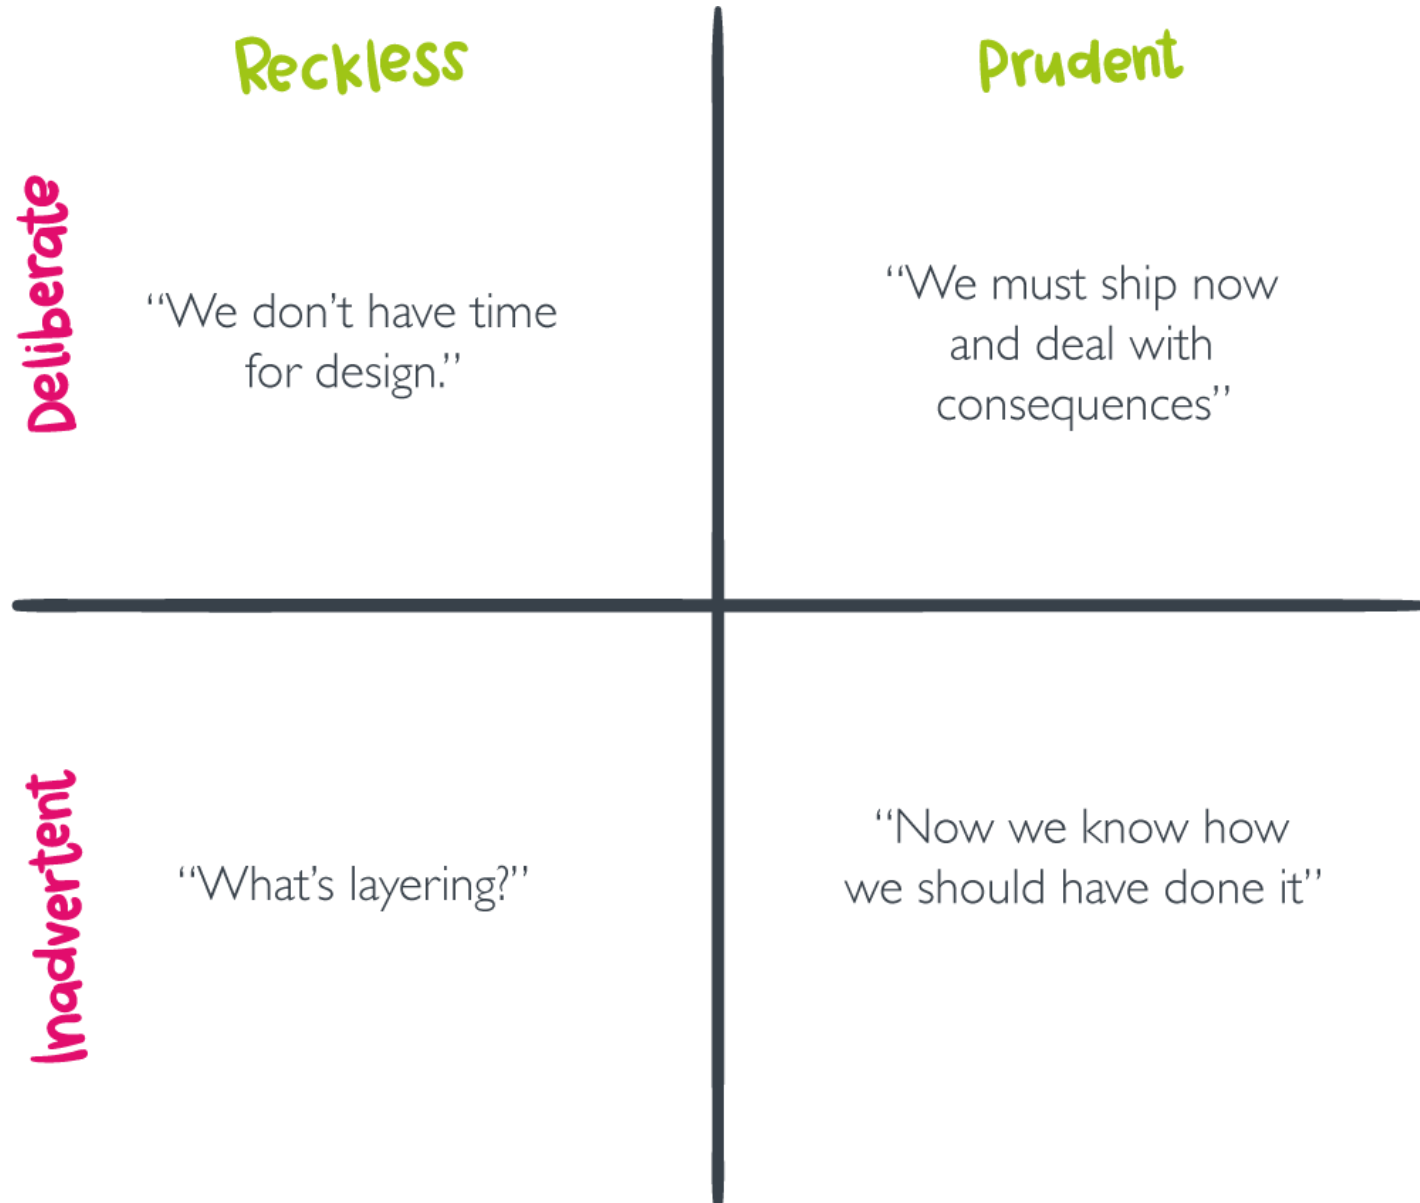 Reckless
Prudent
Deliberate
“We don’t have time
for design.”
“We must ship now
and deal with
consequences”
Inadvertent
“What’s layering?”
“Now we know how
we should have done it”